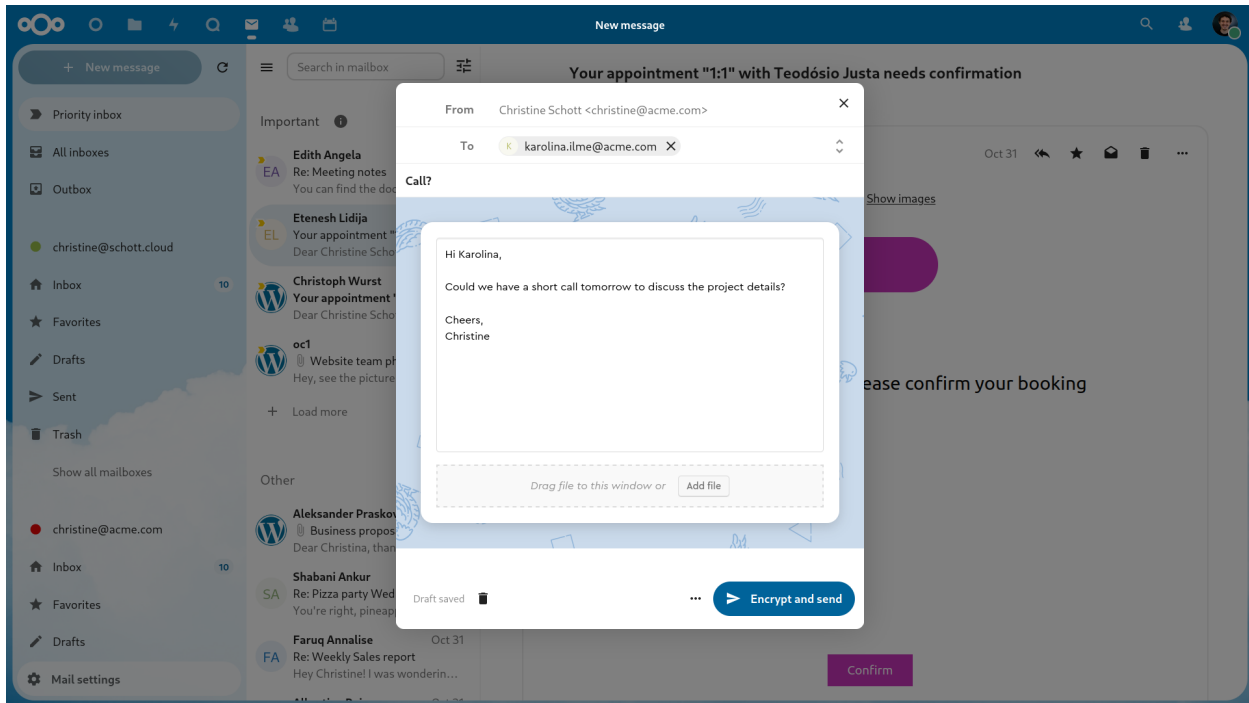 New message
+ New message
Search in mailbox
Your appointment "1:1" with Teodósio Justa needs confirmation
Priority inbox
All inboxes
Outbox
christine@schott.cloud
Inbox 10
Favorites
Drafts
Sent
Trash
Show all mailboxes
christine@acme.com
Inbox 10
Favorites
Drafts
Mail settings
Important
EA
Edith Angela
Re: Meeting notes
You can find the doc
EL
Etenesh Lidija
Your appointment "
Dear Christine Scho
Christoph Wurst
Your appointment "
Dear Christine Scho
oc1
Website team ph
Hey, see the picture
+ Load more
Other
Aleksander Praskov
Business propos
Dear Christina, than
SA
Shabani Ankur
Re: Pizza party Wed
You're right, pineap
FA
Faruq Annalise Oct 31
Re: Weekly Sales report
Hey Christine! I was wonderin...
From Christine Schott <christine@acme.com>
To K karolina.ilme@acme.com
Call?
Hi Karolina,
Could we have a short call tomorrow to discuss the project details?
Cheers,
Christine
Drag file to this window or Add file
Draft saved
Encrypt and send
Oct 31
Show images
ease confirm your booking
Confirm